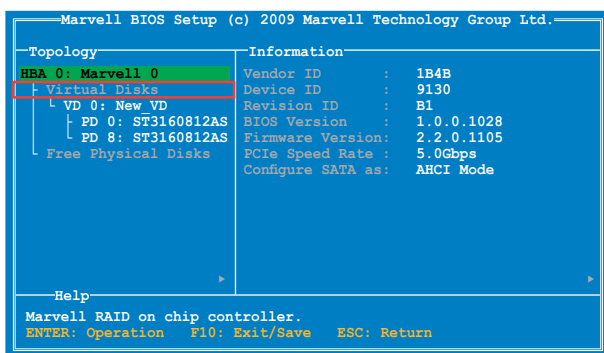 Marvell BIOS Setup (c) 2009 Marvell Technology Group Ltd.
Topology
HBA 0: Marvell 0
Virtual Disks
VD 0: New_VD
PD 0: ST3160812AS
PD 8: ST3160812AS
Free Physical Disks
Information
Vendor ID : 1B4B
Device ID : 9130
Revision ID : B1
BIOS Version : 1.0.0.1028
Firmware Version: 2.2.0.1105
PCIe Speed Rate : 5.0Gbps
Configure SATA as: AHCI Mode
Help
Marvell RAID on chip controller.
ENTER: Operation F10: Exit/Save ESC: Return